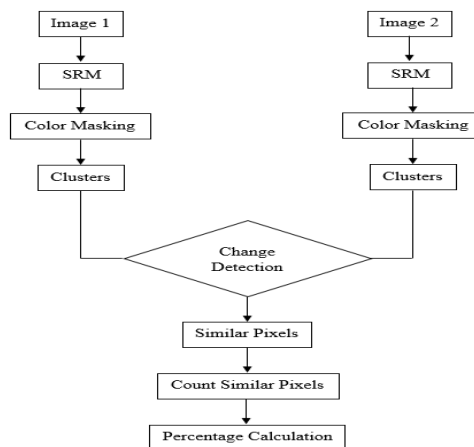 Image 1
Image 2
SRM
SRM
Color Masking
Color Masking
Clusters
Clusters
Change
Detection
Similar Pixels
Count Similar Pixels
Percentage Calculation